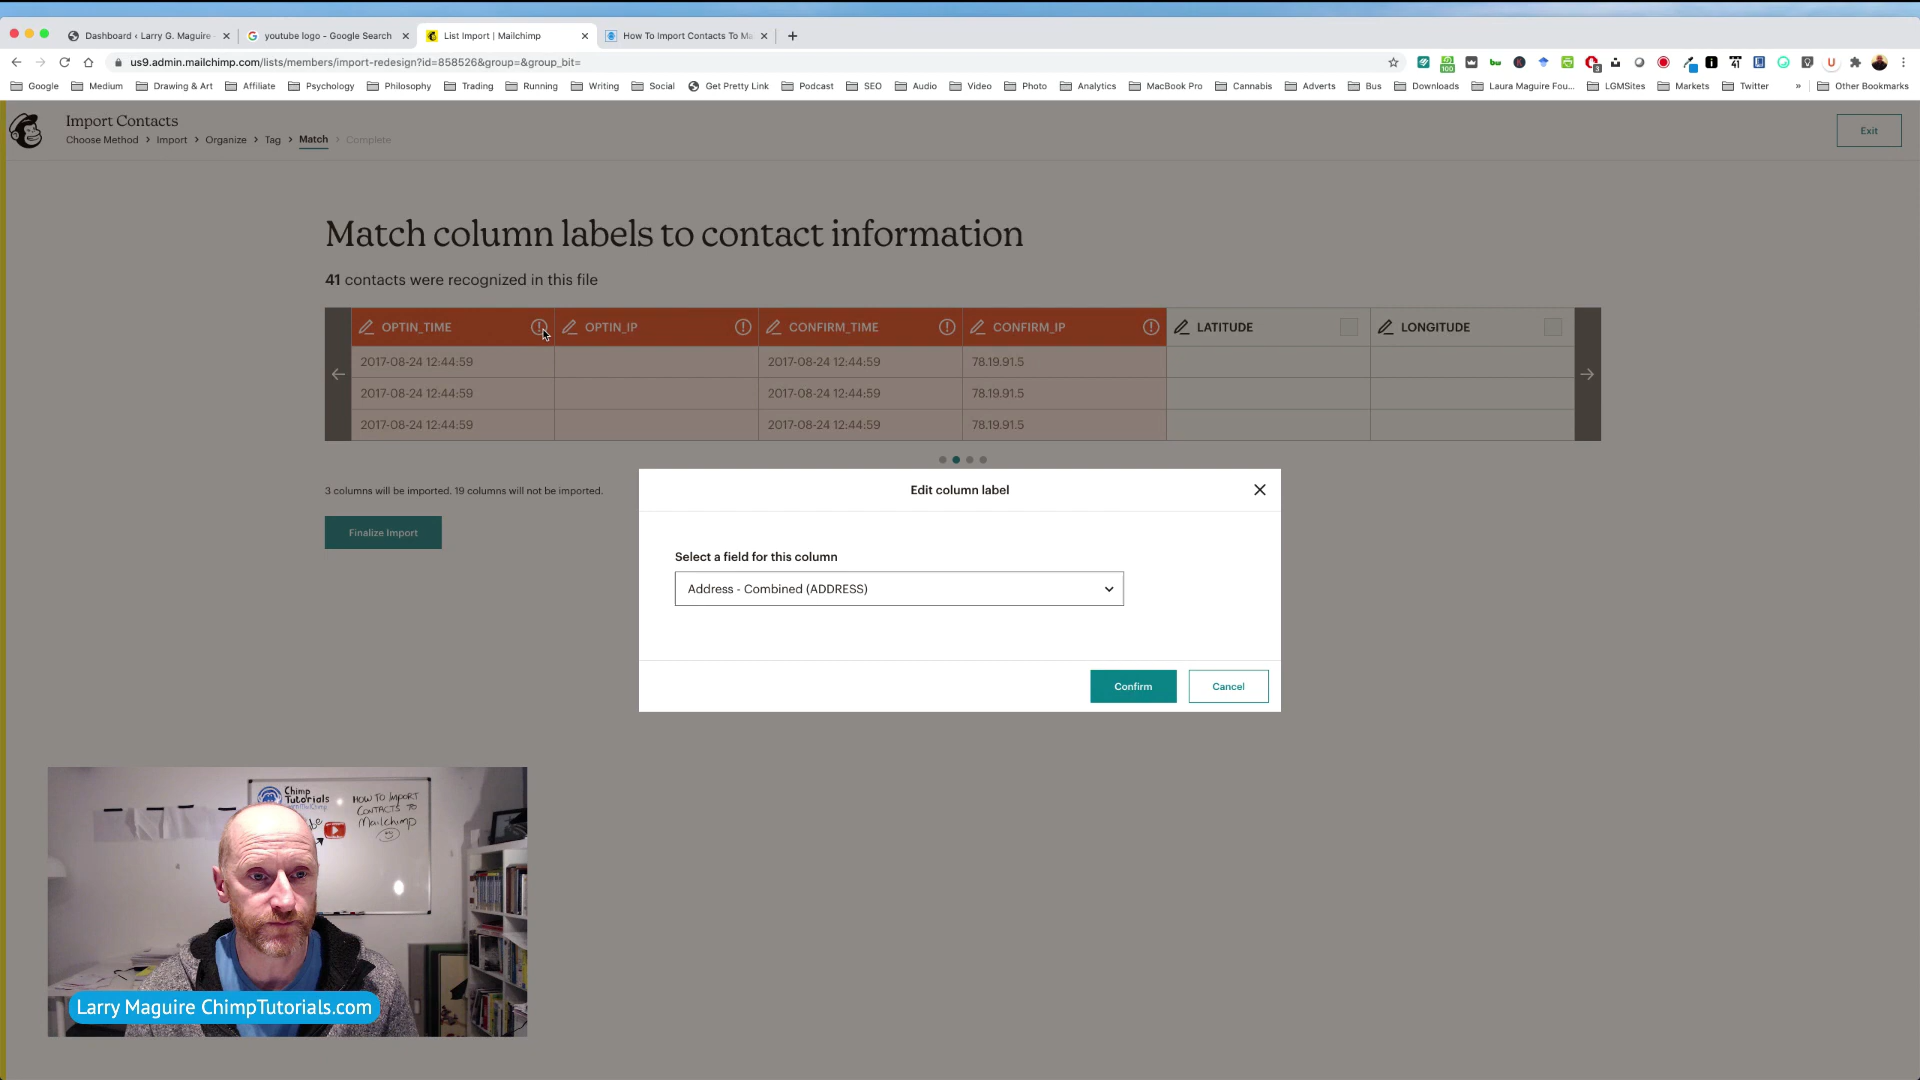 Dashboard ‹ Larry G. Maguire
youtube logo - Google Search
List Import | Mailchimp
How To Import Contacts To Ma
us9.admin.mailchimp.com/lists/members/import-redesign?id=858526&group=&group_bit=
Google
Medium
Drawing & Art
Affiliate
Psychology
Philosophy
Trading
Running
Writing
Social
Get Pretty Link
Podcast
SEO
Audio
Video
Photo
Analytics
MacBook Pro
Cannabis
Adverts
Bus
Downloads
Laura Maguire Fou...
LGMSites
Markets
Twitter
»
Other Bookmarks
Import Contacts
Choose Method > Import > Organize > Tag > Match > Complete
Exit
Match column labels to contact information
41 contacts were recognized in this file
OPTIN_TIME OPTIN_IP CONFIRM_TIME CONFIRM_IP LATITUDE LONGITUDE
2017-08-24 12:44:59 2017-08-24 12:44:59 78.19.91.5
2017-08-24 12:44:59 2017-08-24 12:44:59 78.19.91.5
2017-08-24 12:44:59 2017-08-24 12:44:59 78.19.91.5
3 columns will be imported. 19 columns will not be imported.
Finalize Import
Edit column label
Select a field for this column
Address - Combined (ADDRESS)
Confirm
Cancel
Chimp
Tutorials
HOW TO IMPORT
CONTACTS TO
Mailchimp
Larry Maguire ChimpTutorials.com